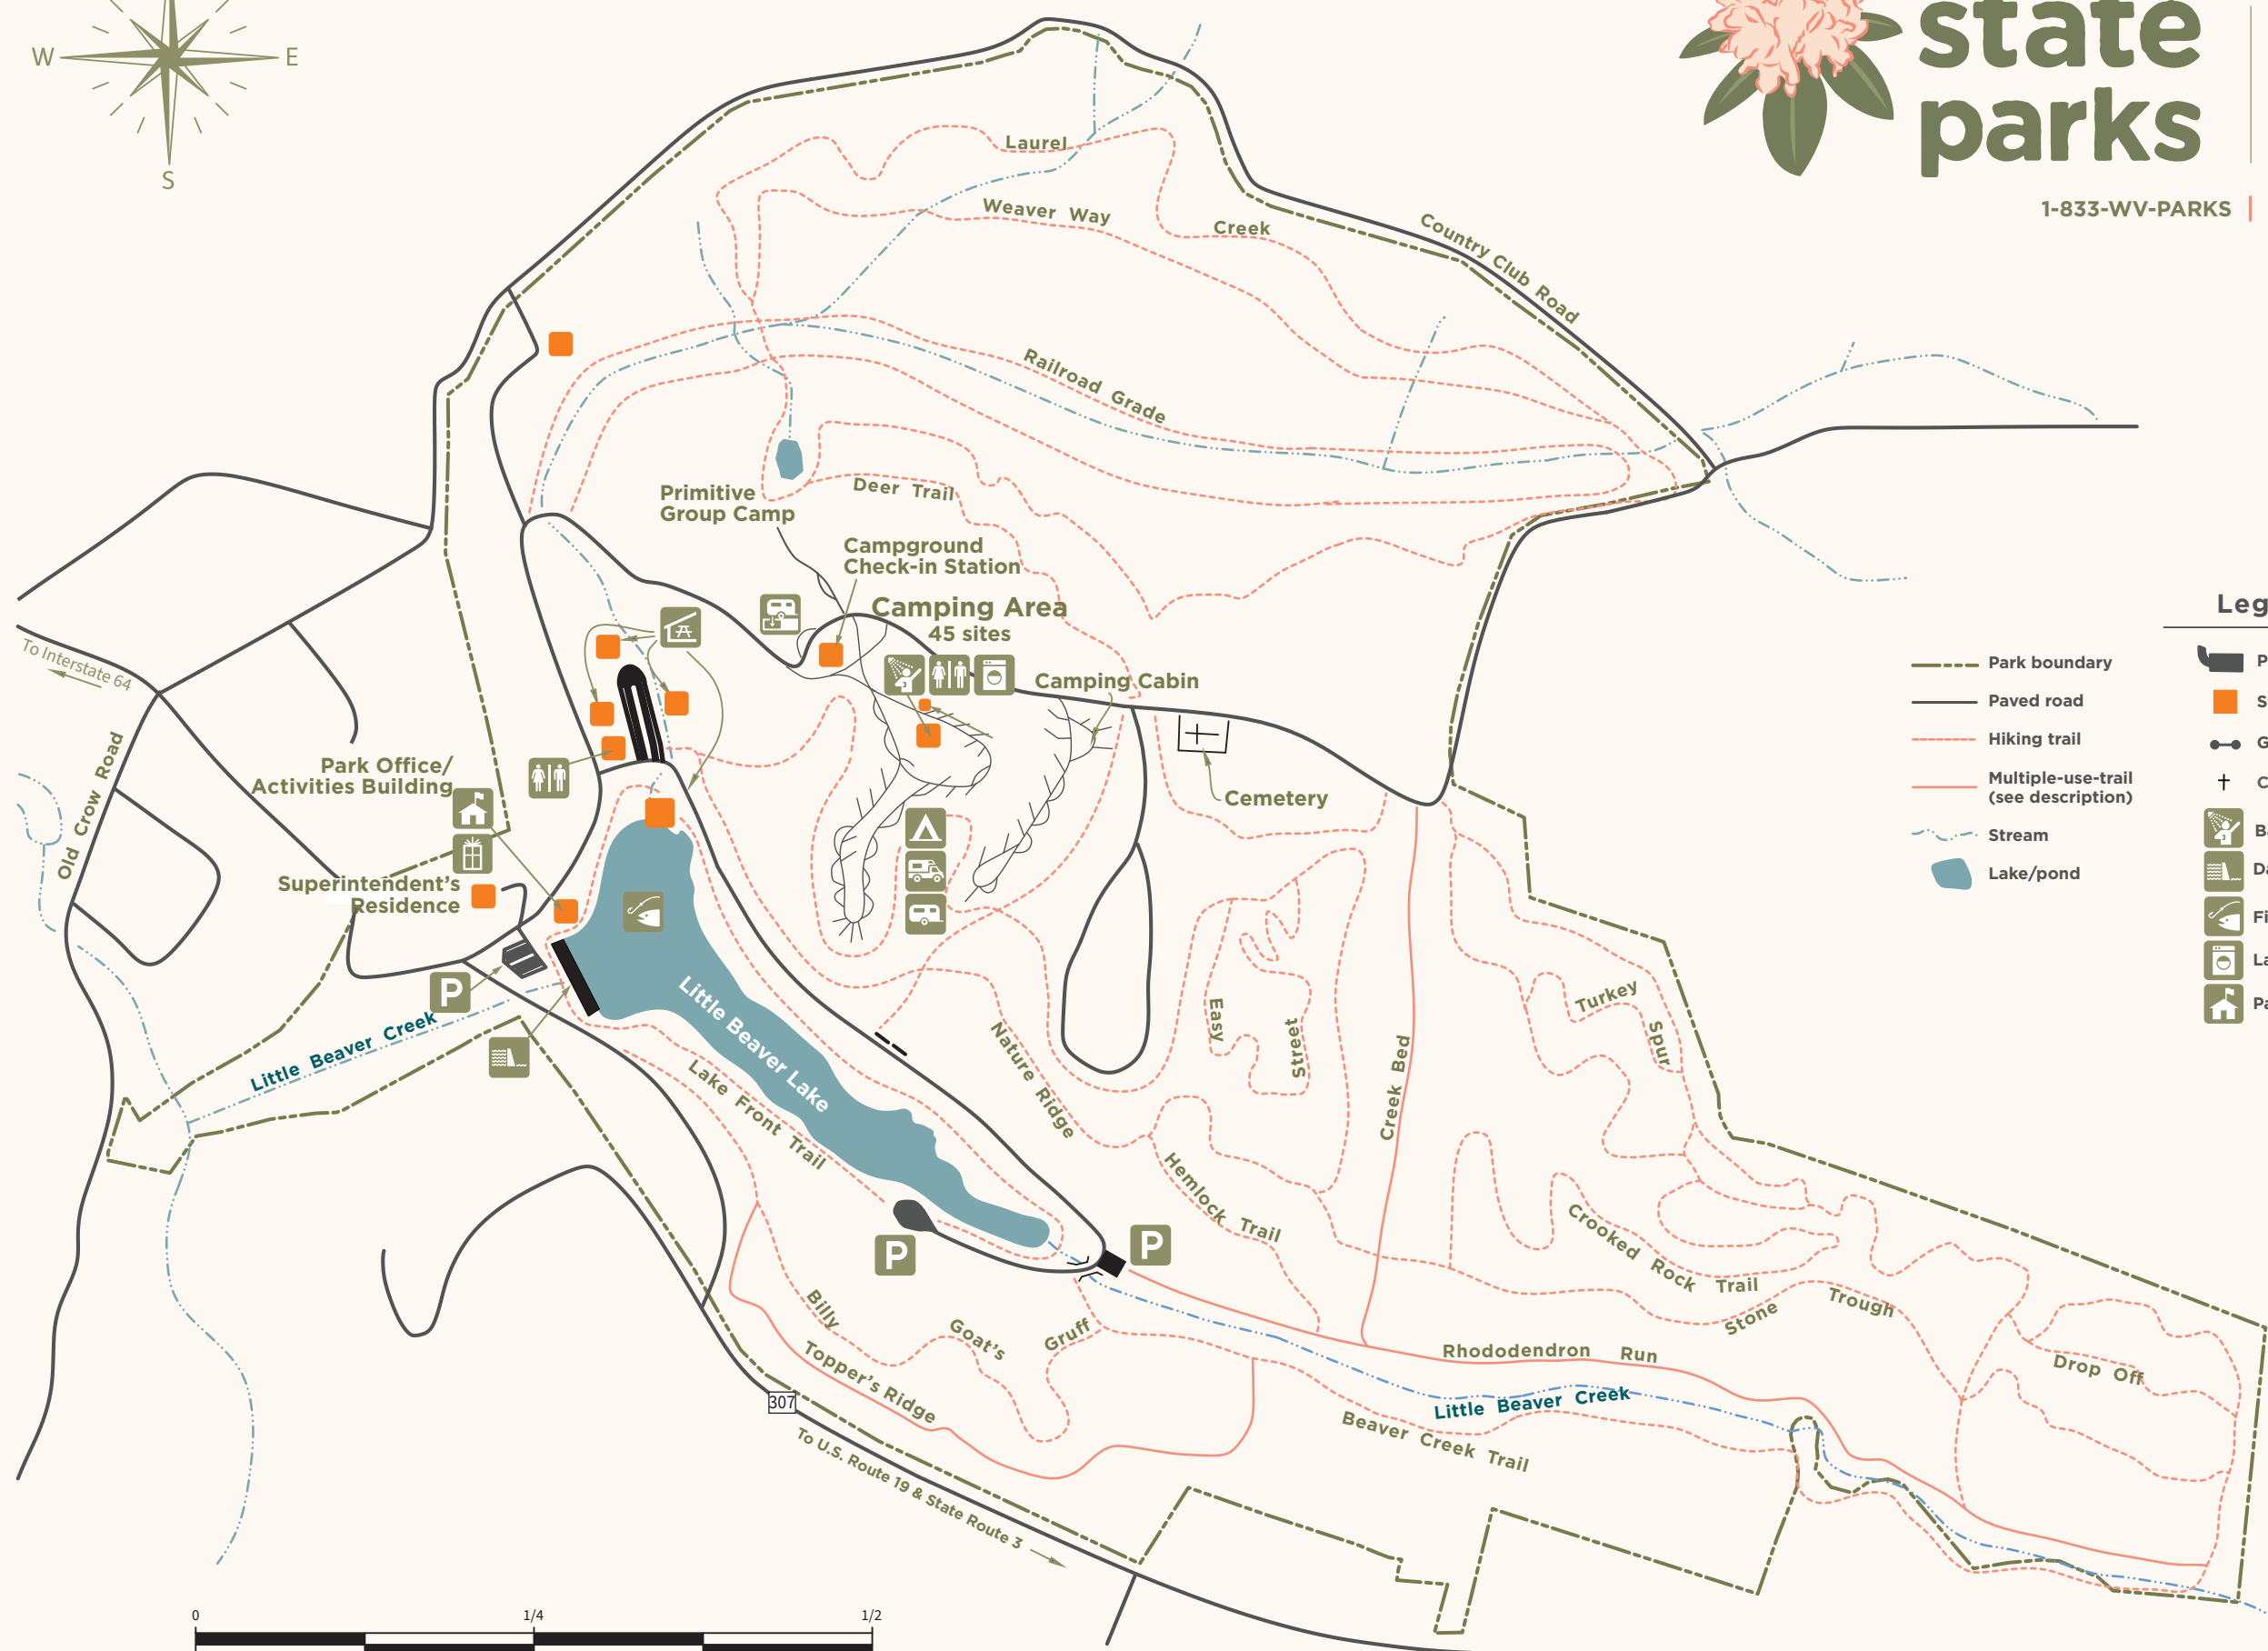 W
E
S
state
parks
1-833-WV-PARKS
Laurel
Weaver Way
Creek
Country Club Road
Railroad Grade
Deer Trail
Primitive
Group Camp
Campground
Check-in Station
Camping Area
45 sites
Camping Cabin
Cemetery
To Interstate 64
Old Crow Road
Park Office/
Activities Building
Superintendent's
Residence
P
Little Beaver Creek
Little Beaver Lake
Lake Front Trail
P
P
Nature Ridge
Easy
Street
Creek Bed
Hemlock Trail
Turkey
Spur
Crooked Rock Trail
Stone Trough
Drop Off
Billy
Goat's
Gruff
Topper's Ridge
Rhododendron Run
Little Beaver Creek
Beaver Creek Trail
307
To U.S. Route 19 & State Route 3
0
1/4
1/2
Park boundary
Paved road
Hiking trail
Multiple-use-trail
(see description)
Stream
Lake/pond
Leg
P
S
G
C
Ba
Da
Fi
La
Pa